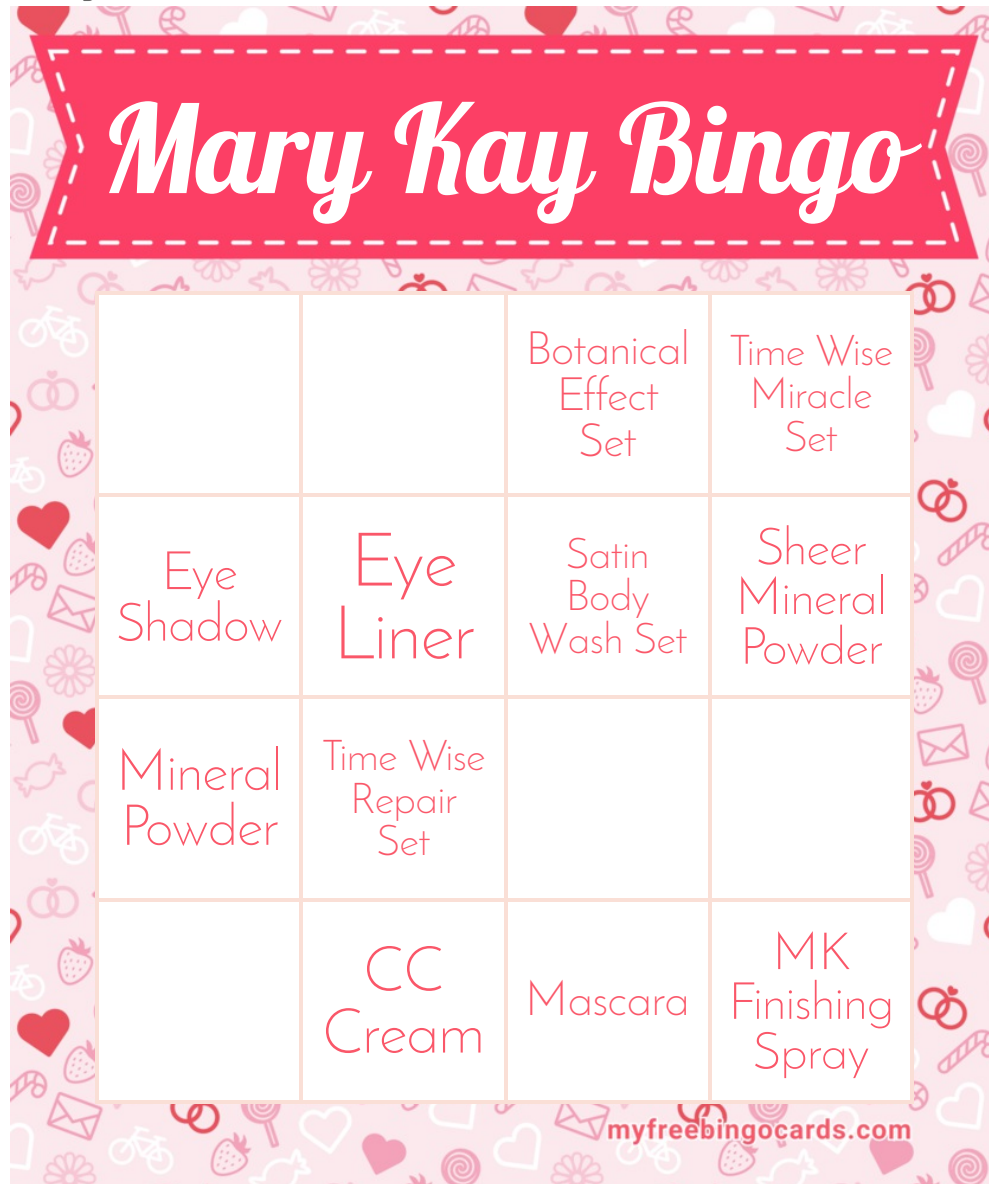 Mary Kay Bingo
Botanical
Effect
Set
Time Wise
Miracle
Set
Eye
Shadow
Eye
Liner
Satin
Body
Wash Set
Sheer
Mineral
Powder
Mineral
Powder
Time Wise
Repair
Set
CC
Cream
Mascara
MK
Finishing
Spray
myfreebingocards.com